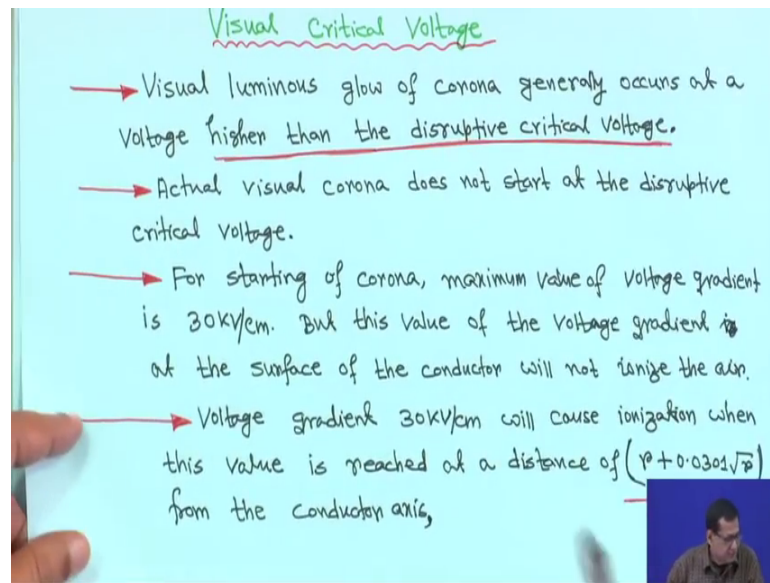 Visual Critical Voltage
Visual luminous glow of corona generally occurs at a
voltage higher than the disruptive critical voltage.
Actual visual corona does not start at the disruptive
critical voltage.
For starting of corona, maximum value of voltage gradient
is 30KV/cm. But this value of the voltage gradient
at the surface of the conductor will not ionize the air.
Voltage gradient 30KV/cm will cause ionization when
this value is reached at a distance of (r + 0.0301√r)
from the conductor axis,